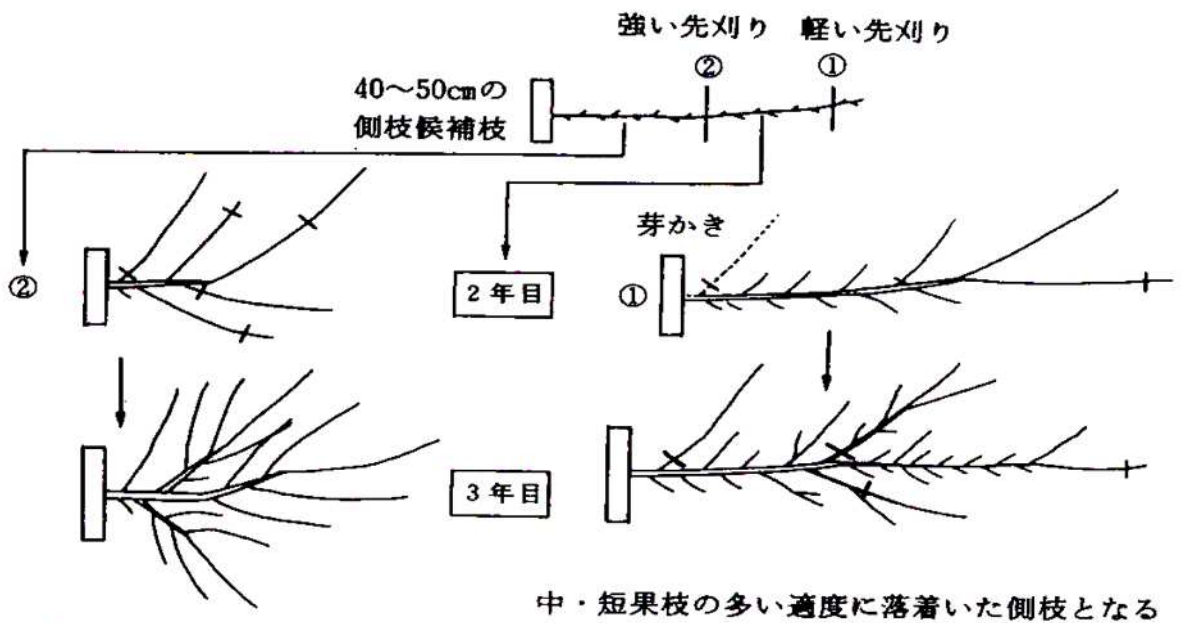 強い先刈り 軽い先刈り
② ①
40〜50cmの
側枝候補枝
芽かき
② 2年目 ①
3年目
中・短果枝の多い適度に落着いた側枝となる